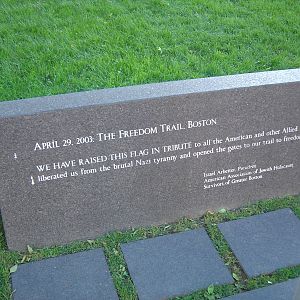 APRIL 29, 2003: THE FREEDOM TRAIL, BOSTON
WE HAVE RAISED THIS FLAG IN TRIBUTE to all the American and other Allied
liberated us from the brutal Nazi tyranny and opened the gates to our trail to freedom
Israel Arbeiter, President
American Association of Jewish Holocaust
Survivors of Greater Boston